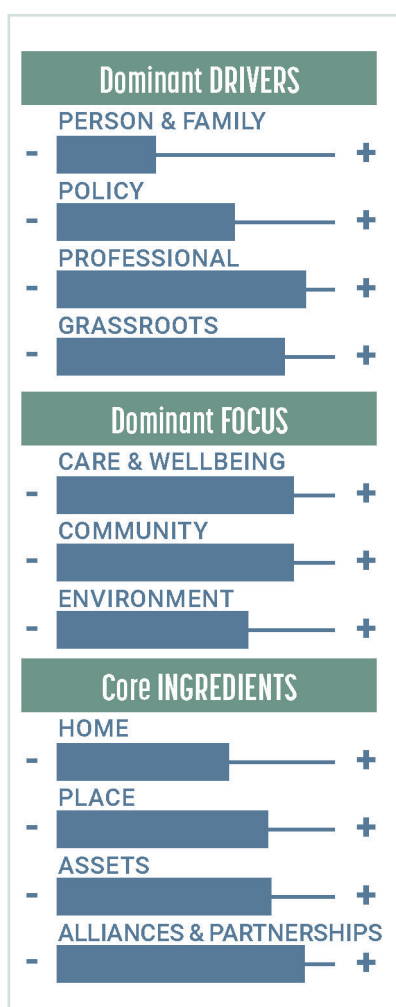 Dominant DRIVERS
PERSON & FAMILY
- +
POLICY
- +
PROFESSIONAL
- +
GRASSROOTS
- +
Dominant FOCUS
CARE & WELLBEING
- +
COMMUNITY
- +
ENVIRONMENT
- +
Core INGREDIENTS
HOME
- +
PLACE
- +
ASSETS
- +
ALLIANCES & PARTNERSHIPS
- +